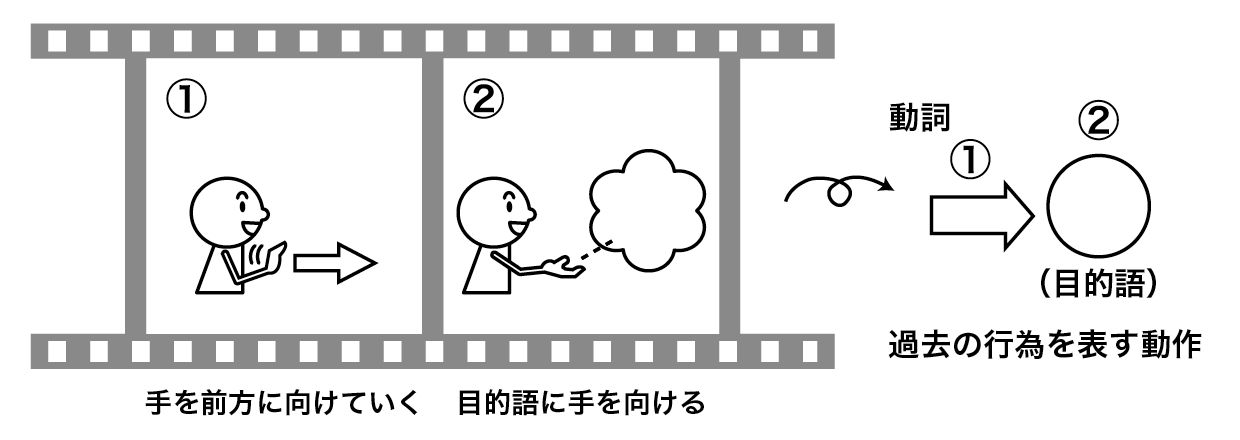 ①
②
手を前方に向けていく
目的語に手を向ける
動詞
①
②
（目的語）
過去の行為を表す動作